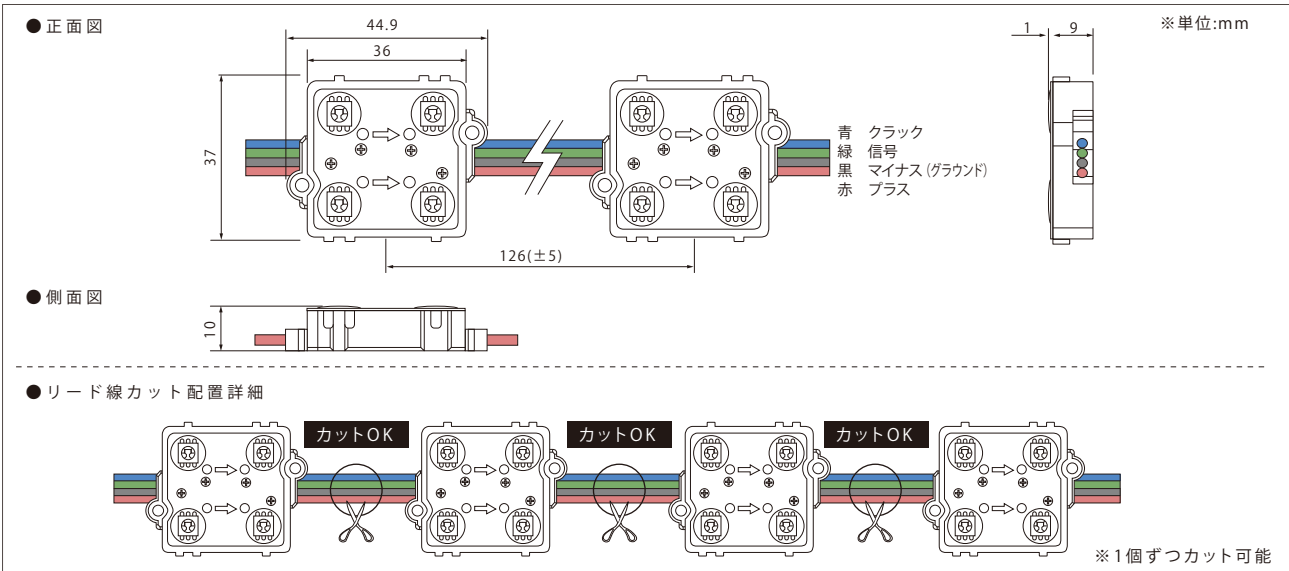 ●正面図
※単位:mm
44.9
36
37
1
9
青 クラック
緑 信号
黒 マイナス(グラウンド)
赤 プラス
126(±5)
●側面図
10
●リード線カット配置詳細
カットOK
カットOK
カットOK
※1個ずつカット可能